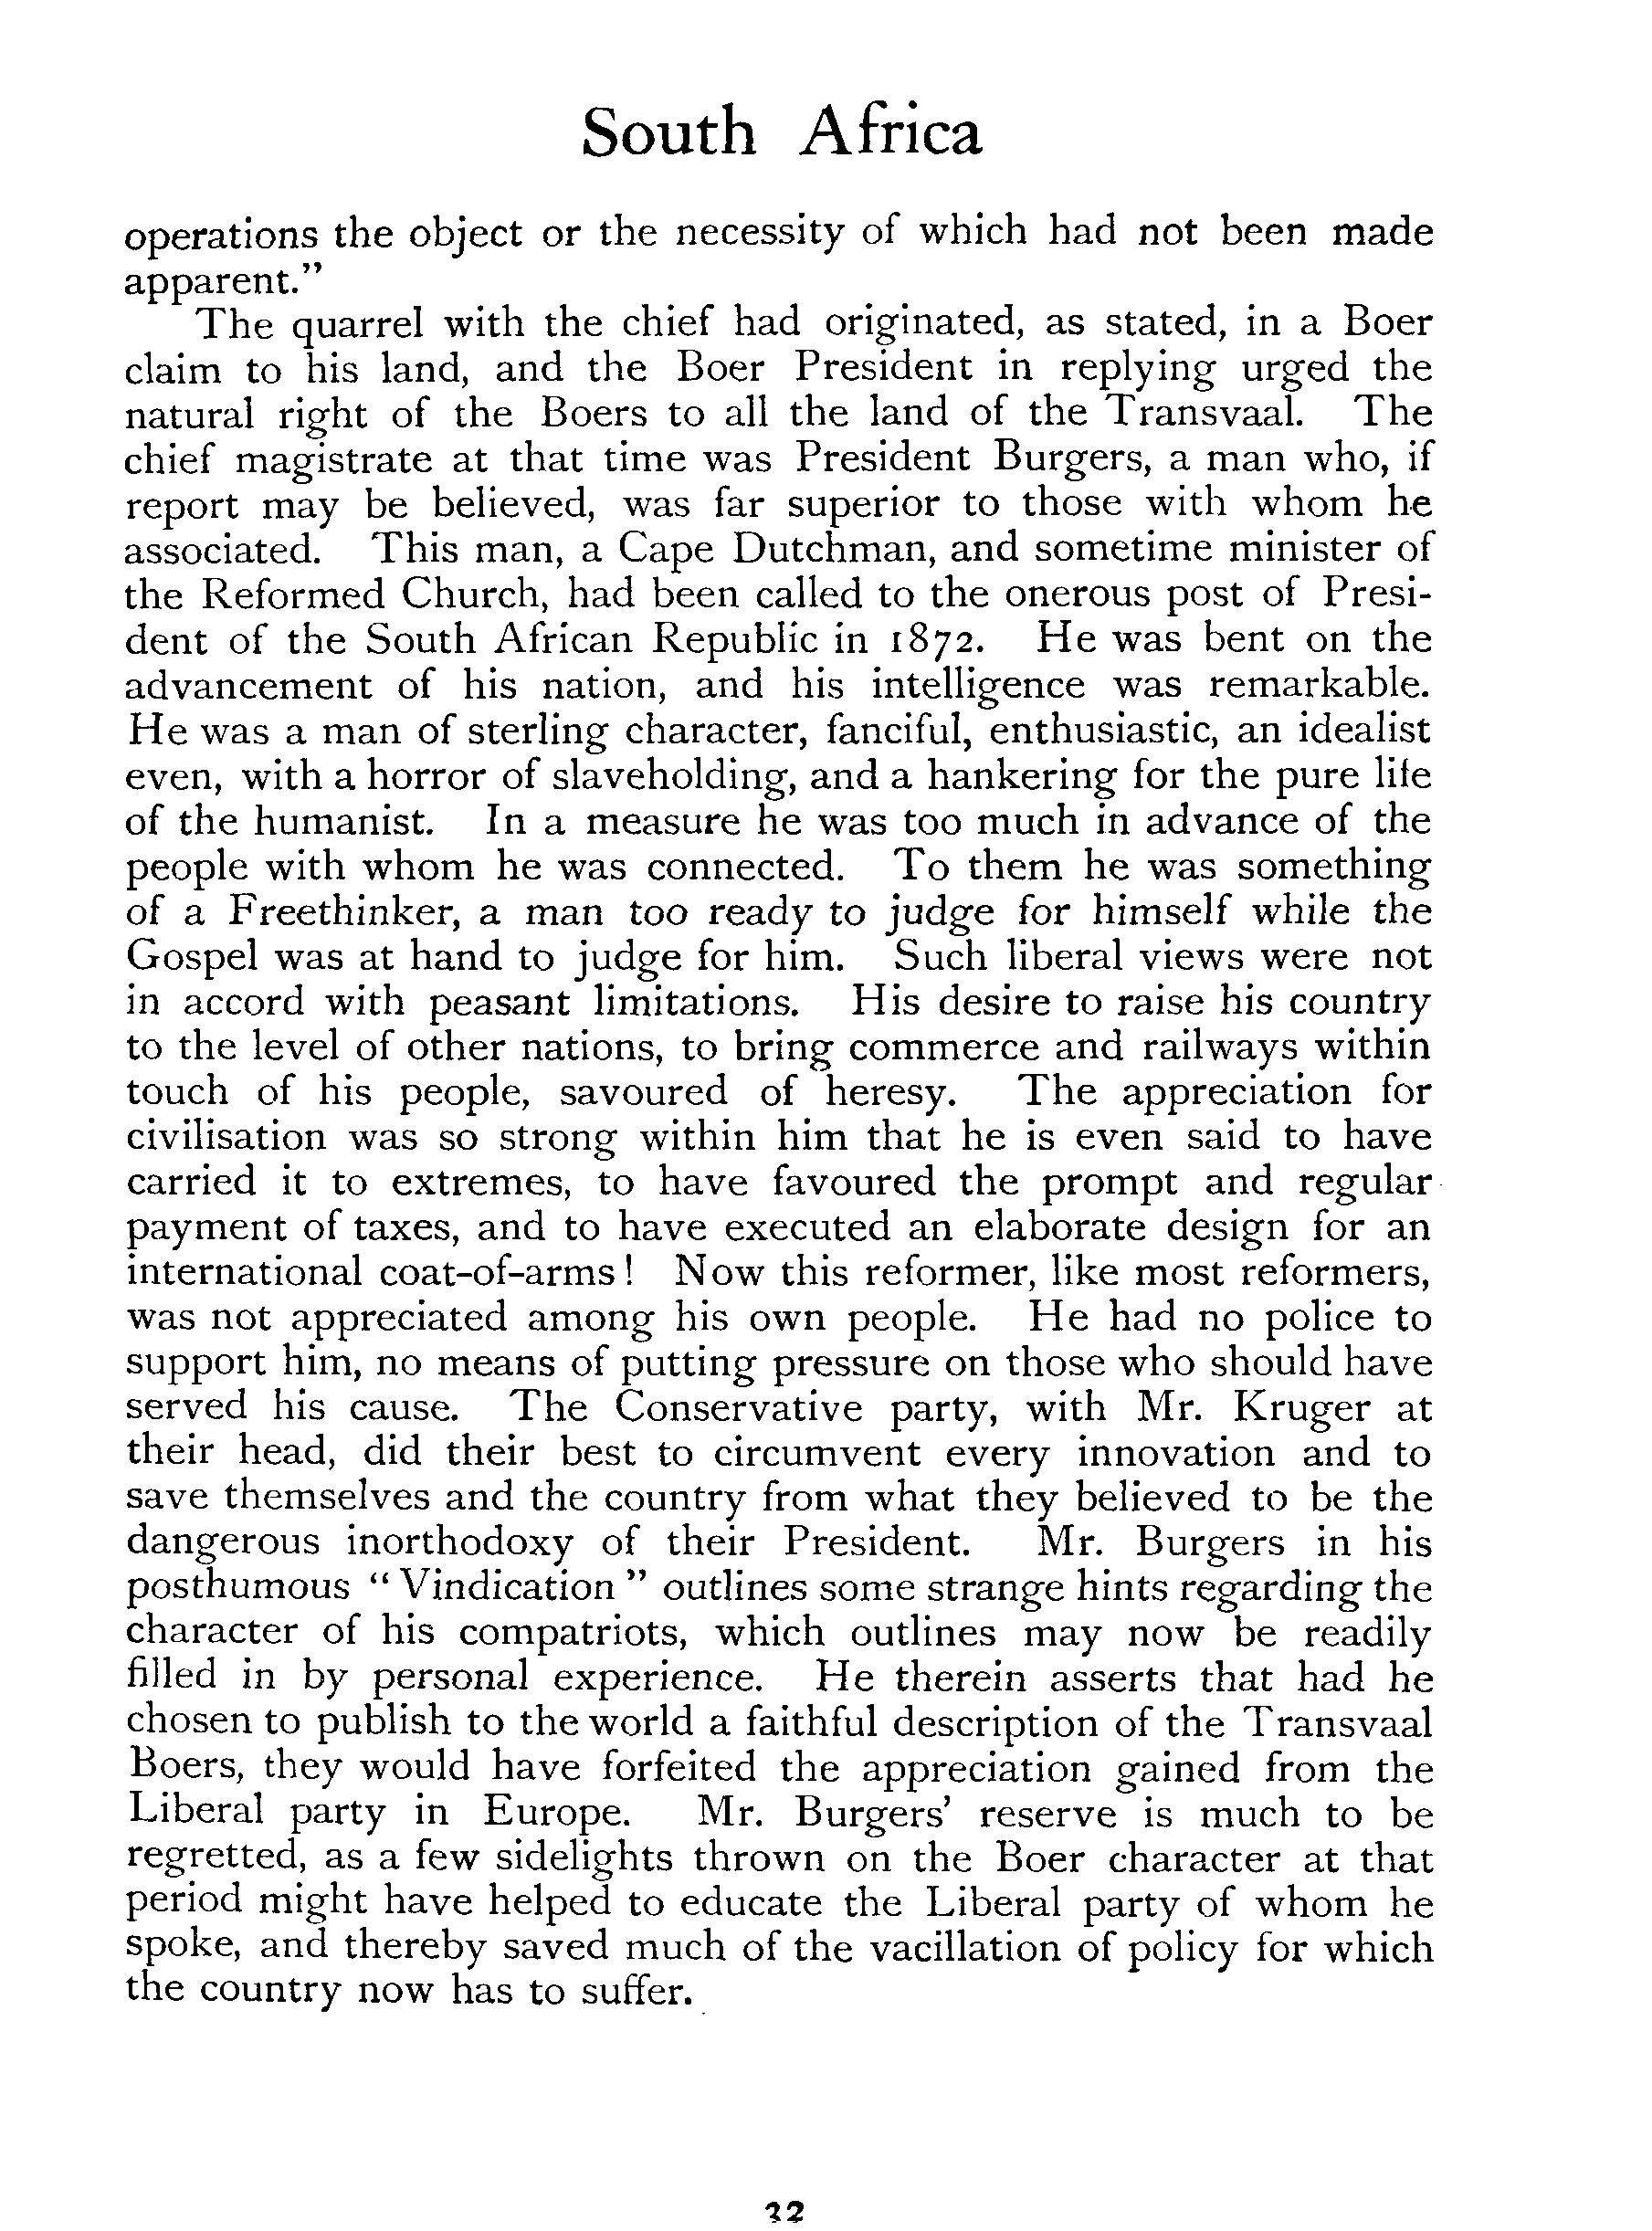 South Africa
operations the object or the necessity of which had not been made
apparent.”
The quarrel with the chief had originated, as stated, in a Boer
claim to his land, and the Boer President in replying urged the
natural right of the Boers to all the land of the Transvaal. The
chief magistrate at that time was President Burgers, a man who, if
report may be believed, was far superior to those with whom he
associated. This man, a Cape Dutchman, and sometime minister of
the Reformed Church, had been called to the onerous post of Presi-
dent of the South African Republic in 1872. He was bent on the
advancement of his nation, and his intelligence was remarkable.
He was a man of sterling character, fanciful, enthusiastic, an idealist
even, with a horror of slaveholding, and a hankering for the pure life
of the humanist. In a measure he was too much in advance of the
people with whom he was connected. To them he was something
of a Freethinker, a man too ready to judge for himself while the
Gospel was at hand to judge for him. Such liberal views were not
in accord with peasant limitations. His desire to raise his country
to the level of other nations, to bring commerce and railways within
touch of his people, savoured of heresy. The appreciation for
civilisation was so strong within him that he is even said to have
carried it to extremes, to have favoured the prompt and regular
payment of taxes, and to have executed an elaborate design for an
international coat-of-arms! Now this reformer, like most reformers,
was not appreciated among his own people. He had no police to
support him, no means of putting pressure on those who should have
served his cause. The Conservative party, with Mr. Kruger at
their head, did their best to circumvent every innovation and to
save themselves and the country from what they believed to be the
dangerous inorthodoxy of their President. Mr. Burgers in his
posthumous “Vindication” outlines some strange hints regarding the
character of his compatriots, which outlines may now be readily
filled in by personal experience. He therein asserts that had he
chosen to publish to the world a faithful description of the Transvaal
Boers, they would have forfeited the appreciation gained from the
Liberal party in Europe. Mr. Burgers’ reserve is much to be
regretted, as a few sidelights thrown on the Boer character at that
period might have helped to educate the Liberal party of whom he
spoke, and thereby saved much of the vacillation of policy for which
the country now has to suffer.
32